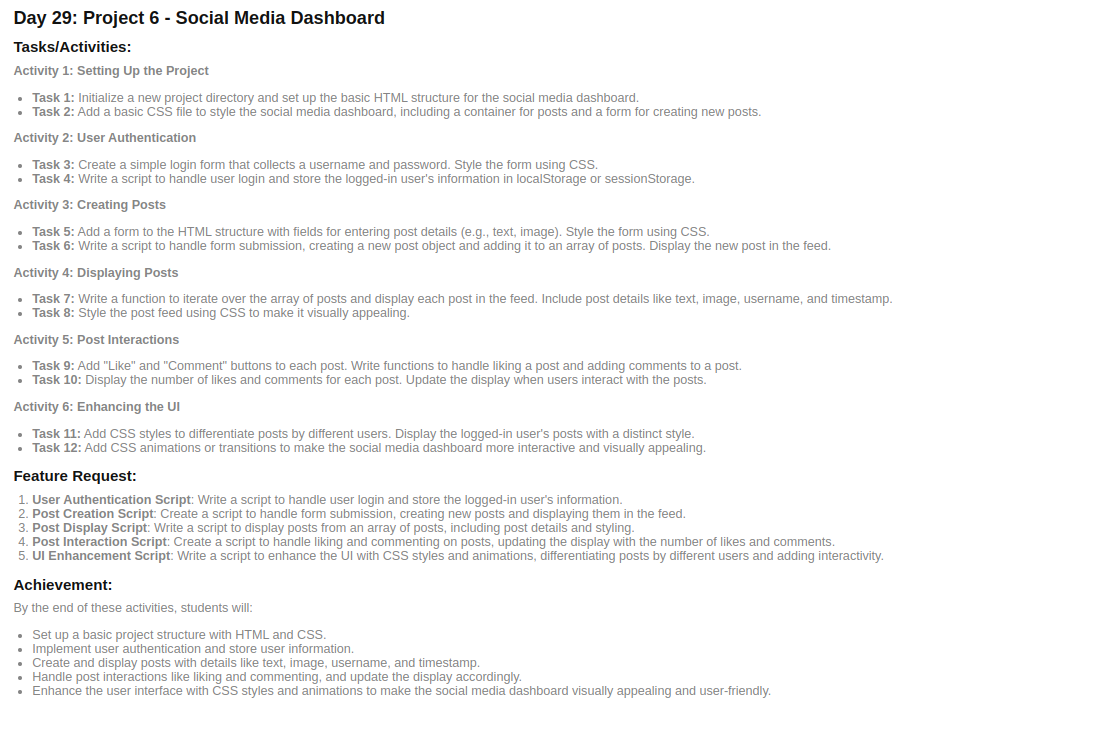 Day 29: Project 6 - Social Media Dashboard
Tasks/Activities:
Activity 1: Setting Up the Project
Task 1: Initialize a new project directory and set up the basic HTML structure for the social media dashboard.
Task 2: Add a basic CSS file to style the social media dashboard, including a container for posts and a form for creating new posts.
Activity 2: User Authentication
Task 3: Create a simple login form that collects a username and password. Style the form using CSS.
Task 4: Write a script to handle user login and store the logged-in user's information in localStorage or sessionStorage.
Activity 3: Creating Posts
Task 5: Add a form to the HTML structure with fields for entering post details (e.g., text, image). Style the form using CSS.
Task 6: Write a script to handle form submission, creating a new post object and adding it to an array of posts. Display the new post in the feed.
Activity 4: Displaying Posts
Task 7: Write a function to iterate over the array of posts and display each post in the feed. Include post details like text, image, username, and timestamp.
Task 8: Style the post feed using CSS to make it visually appealing.
Activity 5: Post Interactions
Task 9: Add "Like" and "Comment" buttons to each post. Write functions to handle liking a post and adding comments to a post.
Task 10: Display the number of likes and comments for each post. Update the display when users interact with the posts.
Activity 6: Enhancing the UI
Task 11: Add CSS styles to differentiate posts by different users. Display the logged-in user's posts with a distinct style.
Task 12: Add CSS animations or transitions to make the social media dashboard more interactive and visually appealing.
Feature Request:
1. User Authentication Script: Write a script to handle user login and store the logged-in user's information.
2. Post Creation Script: Create a script to handle form submission, creating new posts and displaying them in the feed.
3. Post Display Script: Write a script to display posts from an array of posts, including post details and styling.
4. Post Interaction Script: Create a script to handle liking and commenting on posts, updating the display with the number of likes and comments.
5. UI Enhancement Script: Write a script to enhance the UI with CSS styles and animations, differentiating posts by different users and adding interactivity.
Achievement:
By the end of these activities, students will:
Set up a basic project structure with HTML and CSS.
Implement user authentication and store user information.
Create and display posts with details like text, image, username, and timestamp.
Handle post interactions like liking and commenting, and update the display accordingly.
Enhance the user interface with CSS styles and animations to make the social media dashboard visually appealing and user-friendly.